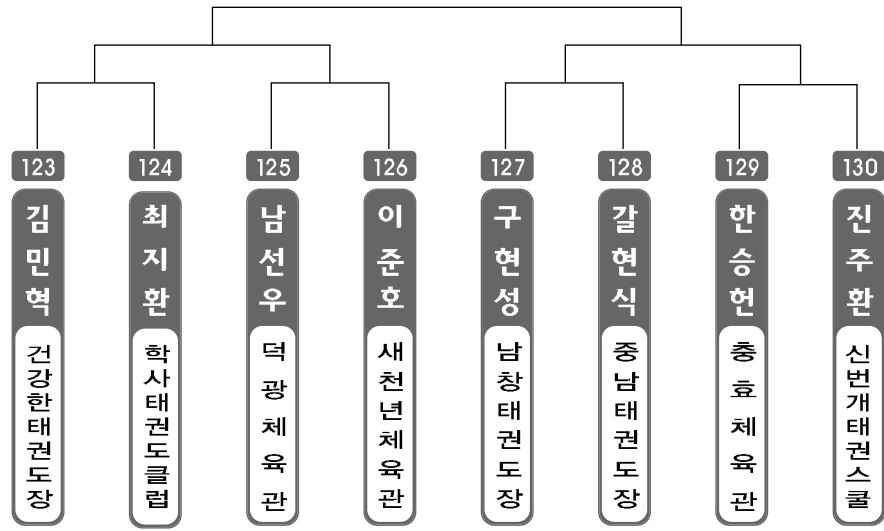 123
김민혁
건강한태권도장
124
최지환
학사태권도클럽
125
남선우
덕광체육관
126
이준호
새천년체육관
127
구현성
남창태권도장
128
갈현식
중남태권도장
129
한승헌
충효체육관
130
진주환
신번개태권스쿨